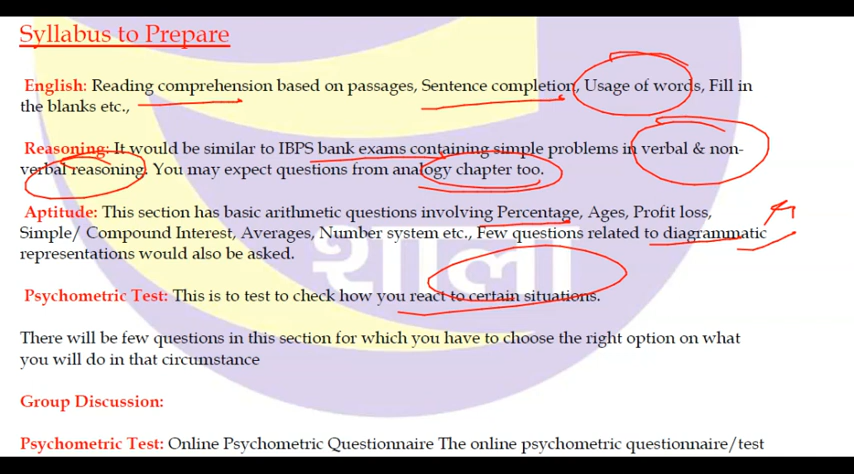 Syllabus to Prepare
English: Reading comprehension based on passages, Sentence completion, Usage of words, Fill in
the blanks etc.,
Reasoning: It would be similar to IBPS bank exams containing simple problems in verbal & non-
verbal reasoning. You may expect questions from analogy chapter too.
Aptitude: This section has basic arithmetic questions involving Percentage, Ages, Profit loss,
Simple/ Compound Interest, Averages, Number system etc., Few questions related to diagrammatic
representations would also be asked.
शाला
Psychometric Test: This is to test to check how you react to certain situations.
There will be few questions in this section for which you have to choose the right option on what
you will do in that circumstance
Group Discussion:
Psychometric Test: Online Psychometric Questionnaire The online psychometric questionnaire/test